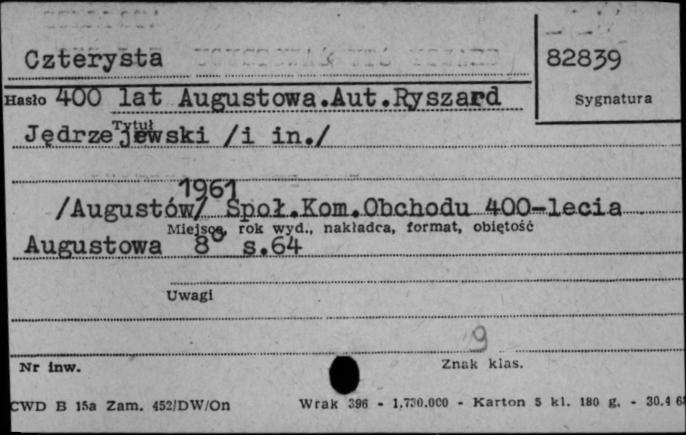 Czterysta
82839
Hasło 400 lat Augustowa.Aut.Ryszard
Sygnatura
Tytuł
Jędrzejewski /i in./
1961
/Augustów/ Społ.Kom.Obchodu 400-lecia
Miejsce, rok wyd., nakładca, format, objętość
Augustowa 8° s.64
Uwagi
9
Nr inw.
Znak klas.
CWD B 15a Zam. 452/DW/On Wrak 396 - 1.730.000 - Karton 5 kl. 180 g. - 30.4 68